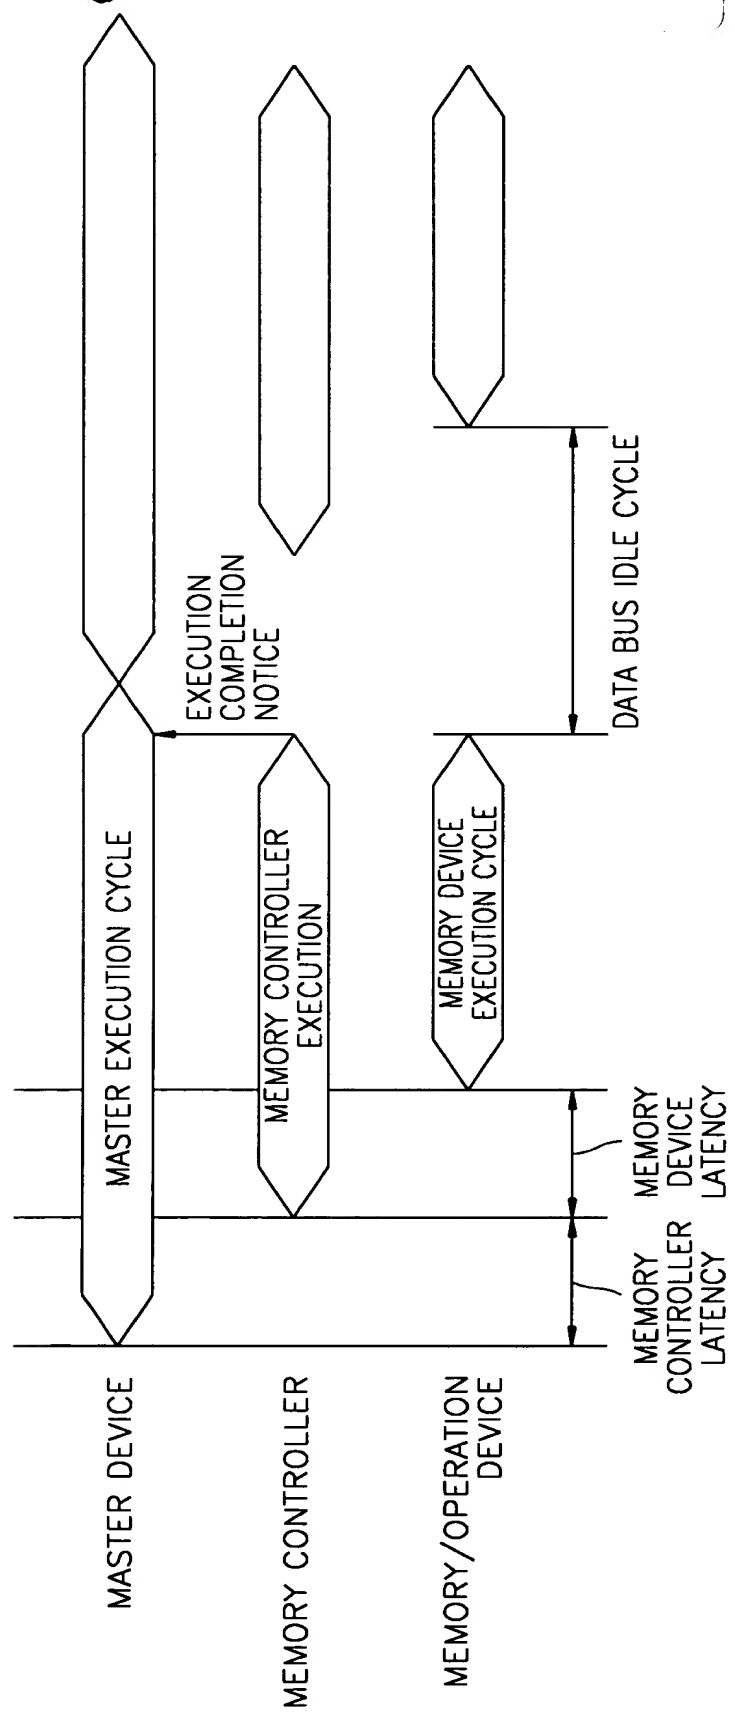 MASTER DEVICE
MASTER EXECUTION CYCLE
EXECUTION
COMPLETION
NOTICE
MEMORY CONTROLLER
MEMORY CONTROLLER
EXECUTION
MEMORY/OPERATION
DEVICE
MEMORY DEVICE
EXECUTION CYCLE
MEMORY
CONTROLLER
LATENCY
MEMORY
DEVICE
LATENCY
DATA BUS IDLE CYCLE